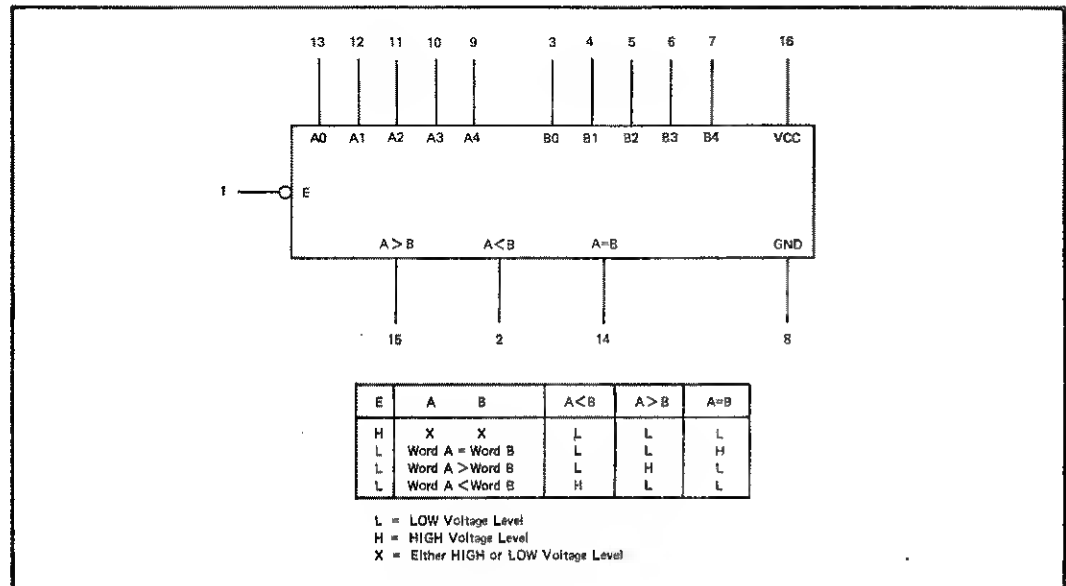 13 12 11 10 9 3 4 5 6 7 16
A0 A1 A2 A3 A4 B0 B1 B2 B3 B4 VCC
1 E
A>B A<B A=B GND
15 2 14 8
E A B A<B A>B A=B
H X X L L L
L Word A = Word B L L H
L Word A >Word B L H L
L Word A <Word B H L L
L = LOW Voltage Level
H = HIGH Voltage Level
X = Either HIGH or LOW Voltage Level